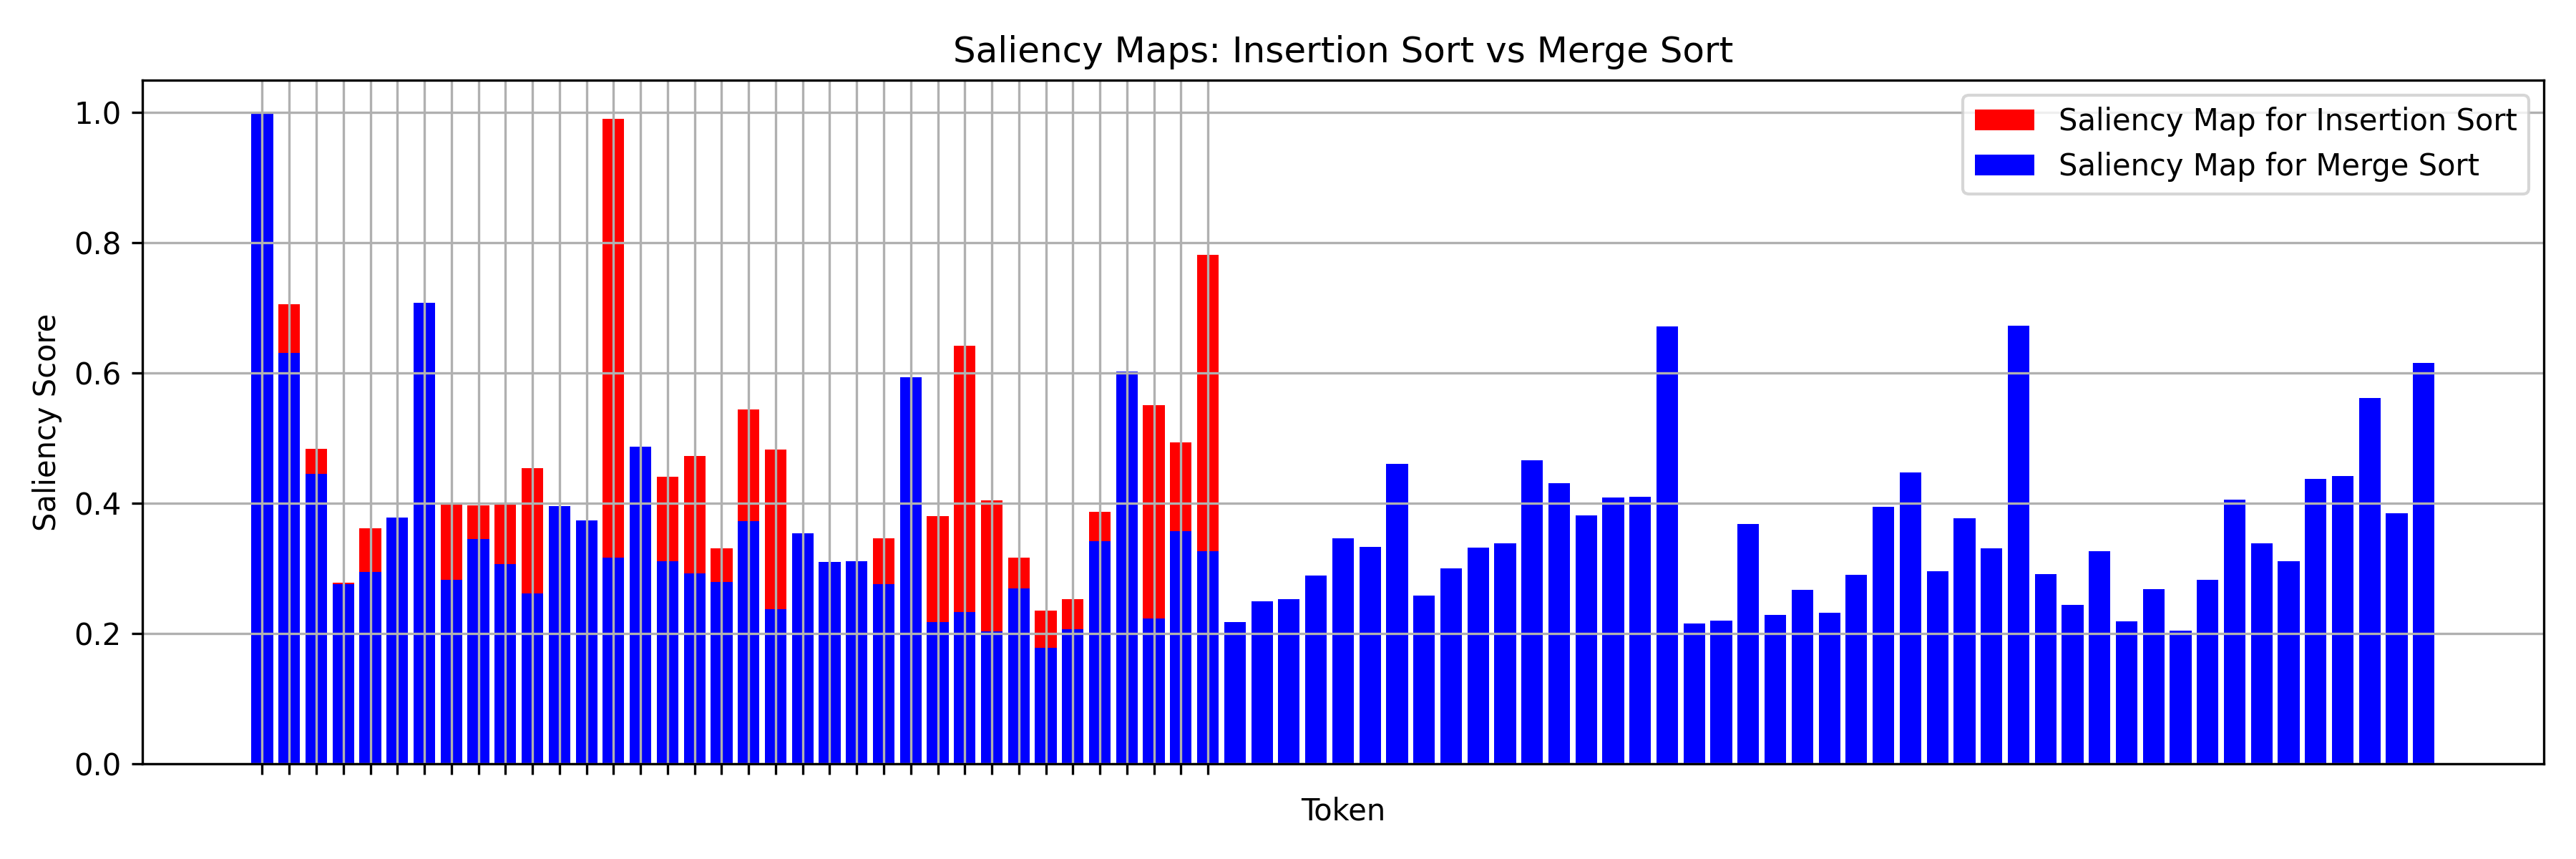 Saliency Maps: Insertion Sort vs Merge Sort
Saliency Map for Insertion Sort
Saliency Map for Merge Sort
Saliency Score
1.0
0.8
0.6
0.4
0.2
0.0
Token